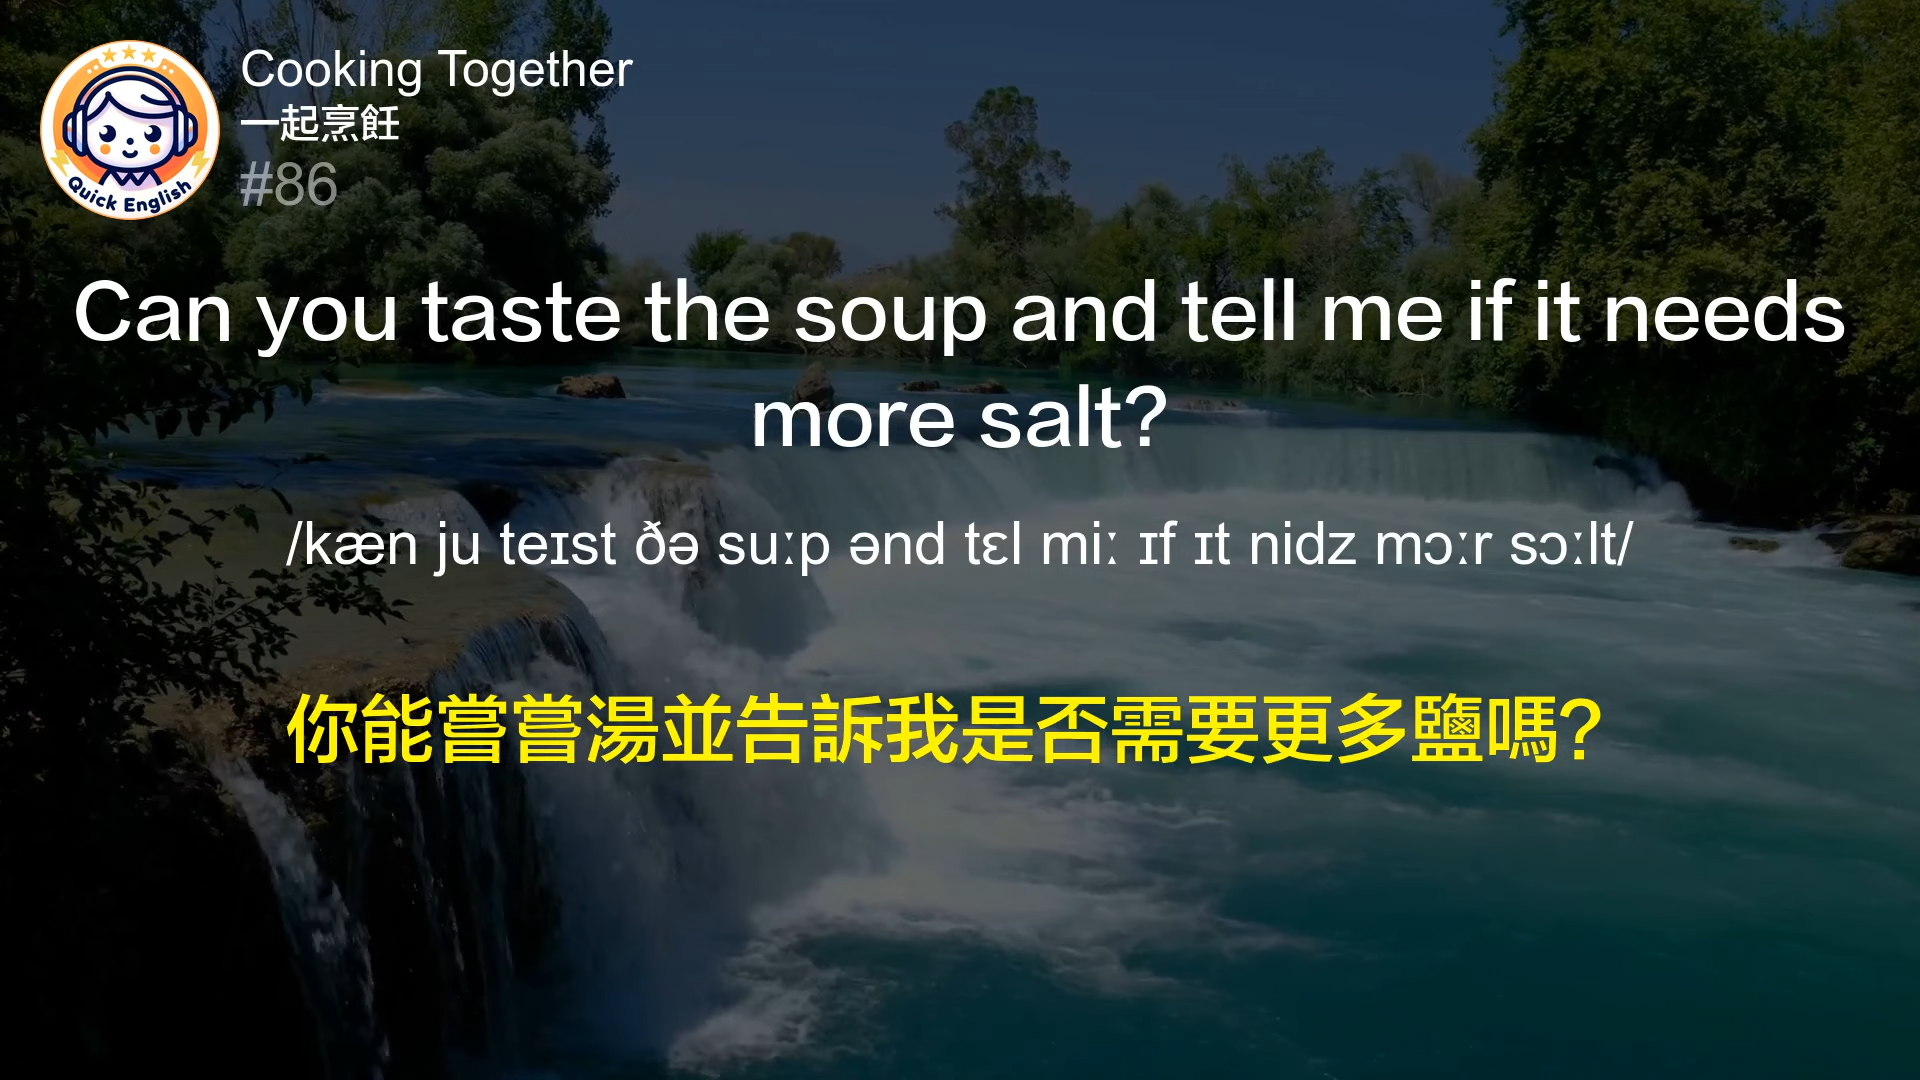 Cooking Together
一起烹飪
#86
Quick English
Can you taste the soup and tell me if it needs
more salt?
/kæn ju teɪst ðə suːp ənd tɛl miː ɪf ɪt nidz mɔːr sɔːlt/
你能嘗嘗湯並告訴我是否需要更多鹽嗎?